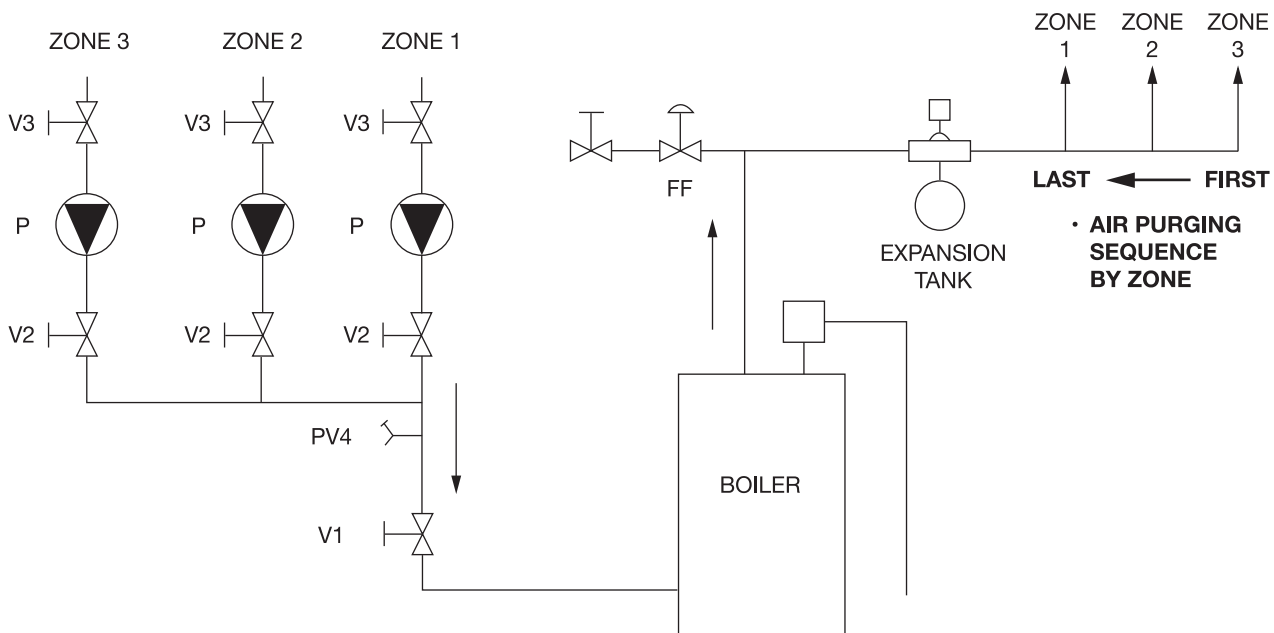 ZONE 3
ZONE 2
ZONE 1
ZONE
1
ZONE
2
ZONE
3
V3
V3
V3
FF
LAST
FIRST
P
P
P
• AIR PURGING
SEQUENCE
BY ZONE
EXPANSION
TANK
V2
V2
V2
PV4
BOILER
V1